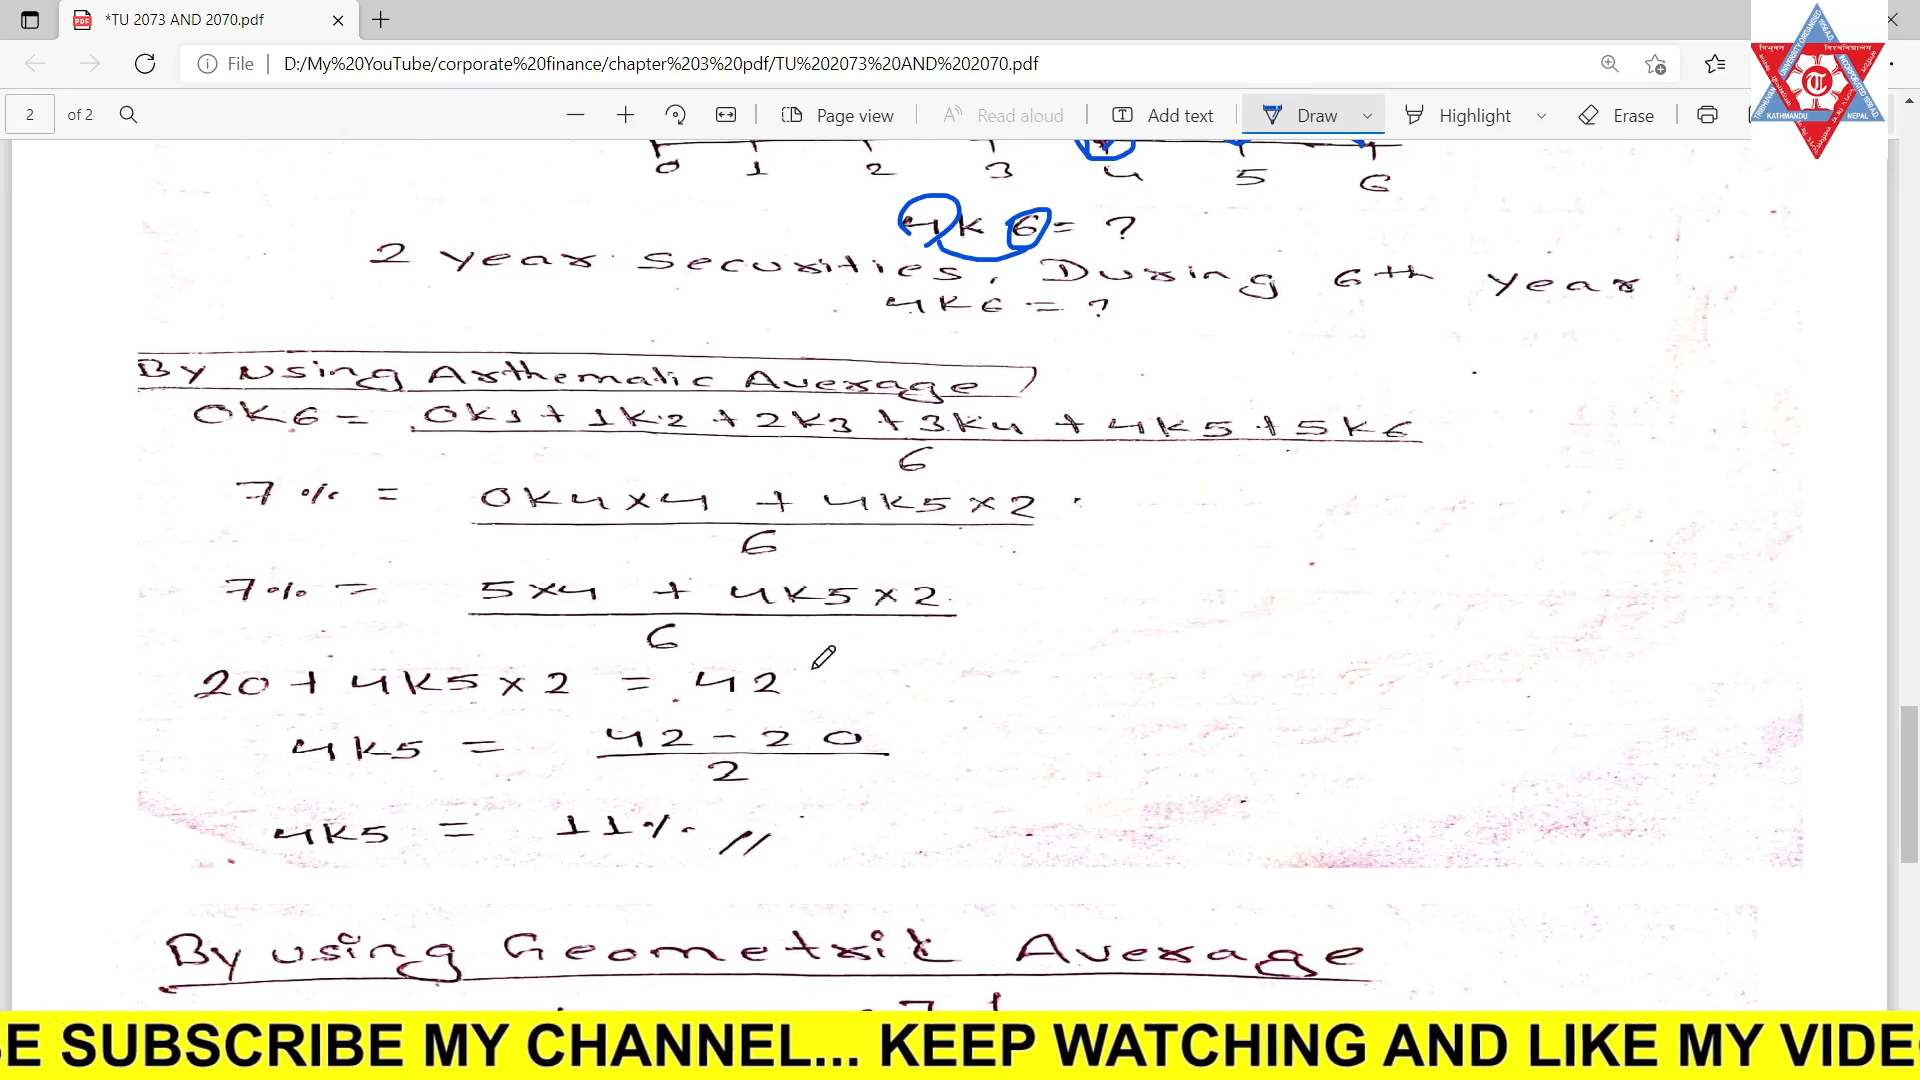 *TU 2073 AND 2070.pdf
File | D:/My%20YouTube/corporate%20finance/chapter%203%20pdf/TU%202073%20AND%202070.pdf
2 of 2 Page view Read aloud Add text Draw Highlight Erase
0 1 2 3 4 5 6
4k 6 = ?
2 year securities, During 6th year
4k6 = ?
By Using Arthematic Average
0k6 = 0k1 + 1k2 + 2k3 + 3k4 + 4k5 + 5k6
6
7% = 0k4×4 + 4k5×2
6
7% = 5×4 + 4k5×2
6
20 + 4k5×2 = 42
4k5 = 42 - 20
2
4k5 = 11% //
By using Geometric Average
E SUBSCRIBE MY CHANNEL... KEEP WATCHING AND LIKE MY VIDE
KATHMANDU NEPAL